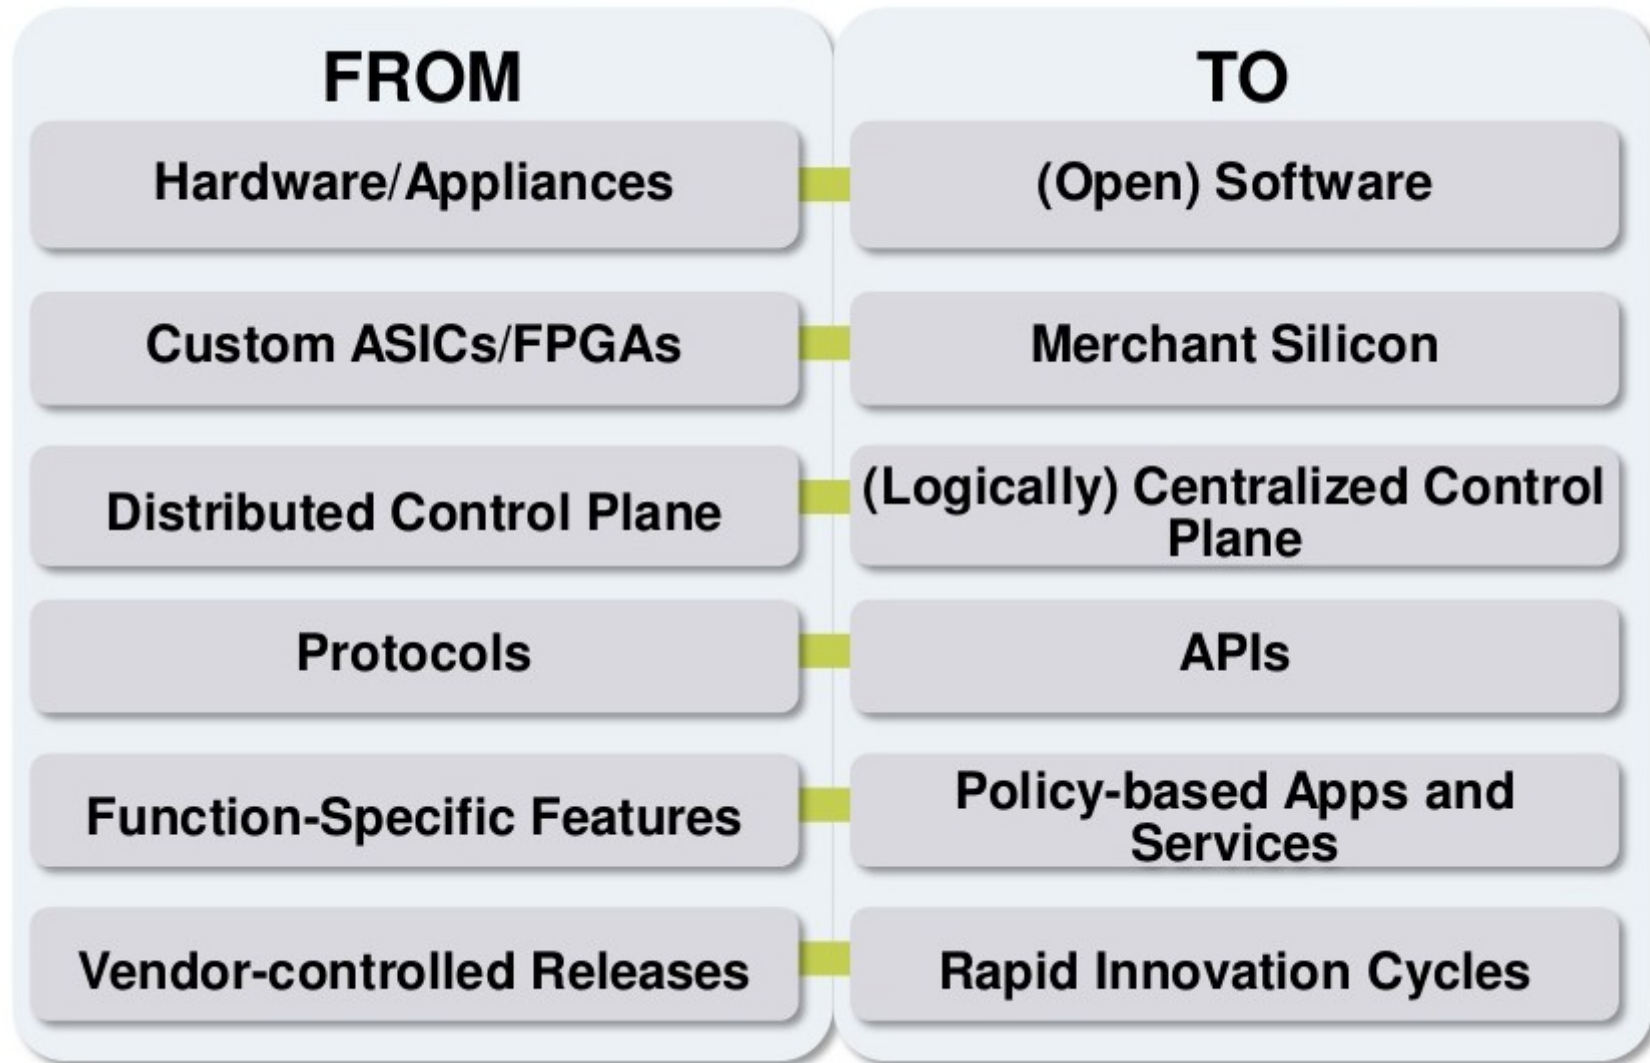 FROM
TO
Hardware/Appliances
(Open) Software
Custom ASICs/FPGAs
Merchant Silicon
Distributed Control Plane
(Logically) Centralized Control
Plane
Protocols
APIs
Function-Specific Features
Policy-based Apps and
Services
Vendor-controlled Releases
Rapid Innovation Cycles